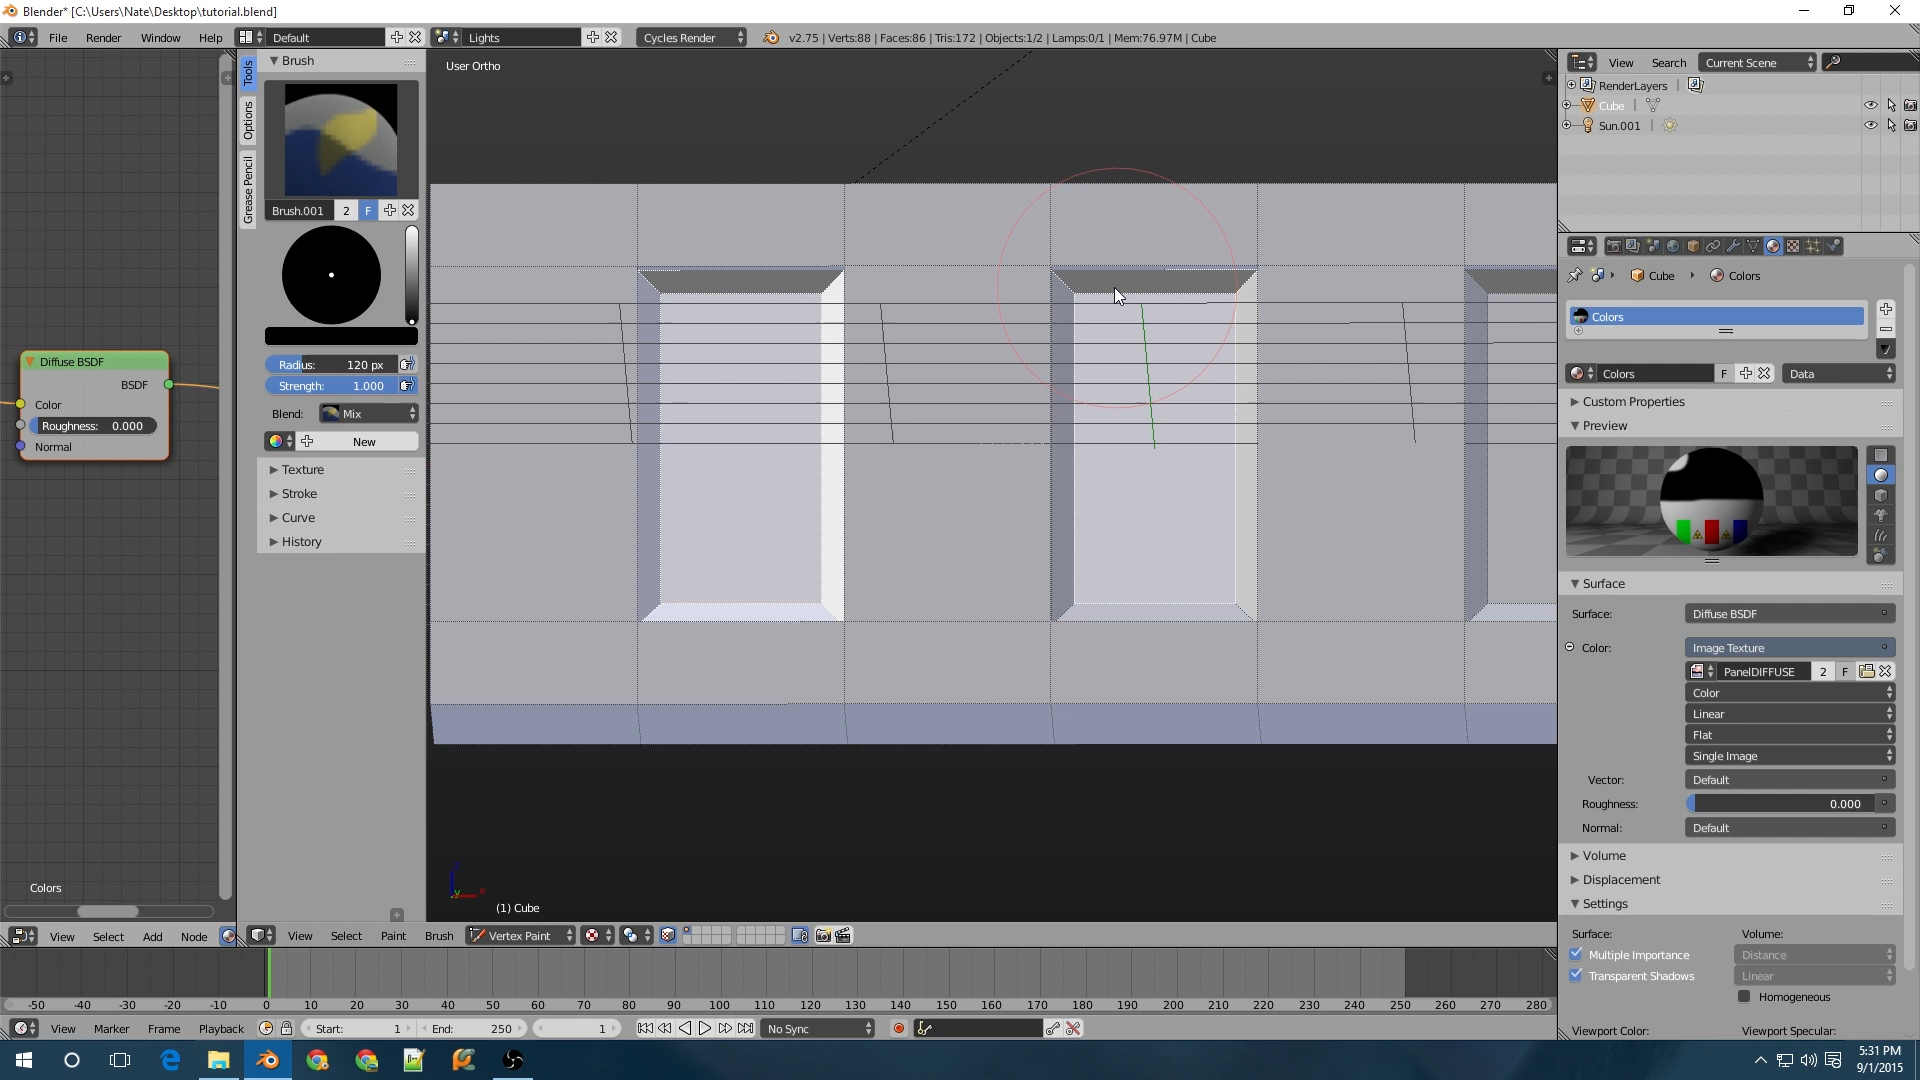 Blender* [C:\Users\Nate\Desktop\tutorial.blend]
File Render Window Help Default Lights Cycles Render v2.75 | Verts:88 | Faces:86 | Tris:172 | Objects:1/2 | Lamps:0/1 | Mem:76.97M | Cube
Tools
Options
Grease Pencil
Brush
Brush.001 2 F
Radius: 120 px
Strength: 1.000
Blend: Mix
New
Texture
Stroke
Curve
History
Diffuse BSDF
BSDF
Color
Roughness: 0.000
Normal
Colors
User Ortho
(1) Cube
View Search Current Scene
RenderLayers
Cube
Sun.001
Cube Colors
Colors
Colors F Data
Custom Properties
Preview
Surface
Surface: Diffuse BSDF
Color: Image Texture
PanelDIFFUSE 2 F
Color
Linear
Flat
Single Image
Vector: Default
Roughness: 0.000
Normal: Default
Volume
Displacement
Settings
Surface: Volume:
Multiple Importance Distance
Transparent Shadows Linear
Homogeneous
Viewport Color: Viewport Specular:
View Select Add Node
View Select Paint Brush Vertex Paint
-50 -40 -30 -20 -10 0 10 20 30 40 50 60 70 80 90 100 110 120 130 140 150 160 170 180 190 200 210 220 230 240 250 260 270 280
View Marker Frame Playback Start: 1 End: 250 1 No Sync
5:31 PM
9/1/2015